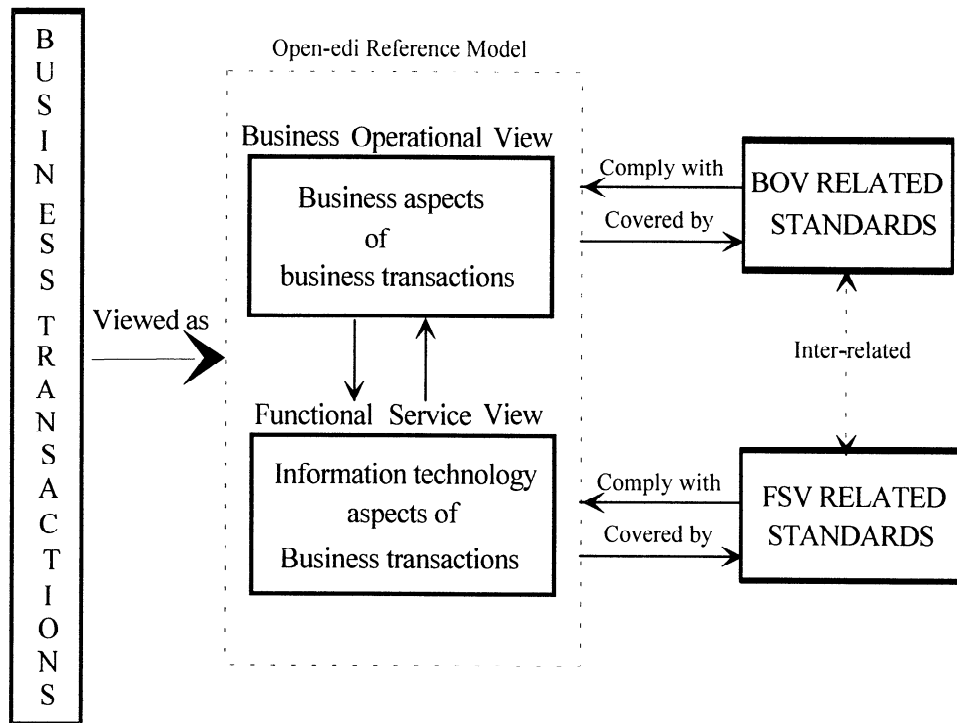 BUSINESS TRANSACTIONS
Open-edi Reference Model
Business Operational View
Business aspects
of
business transactions
Comply with
Covered by
BOV RELATED
STANDARDS
Viewed as
Inter-related
Functional Service View
Information technology
aspects of
Business transactions
Comply with
Covered by
FSV RELATED
STANDARDS